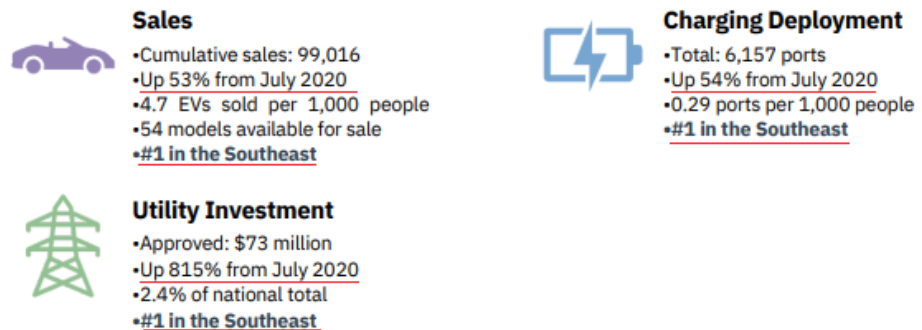 Sales
•Cumulative sales: 99,016
•Up 53% from July 2020
•4.7 EVs sold per 1,000 people
•54 models available for sale
•#1 in the Southeast
Charging Deployment
•Total: 6,157 ports
•Up 54% from July 2020
•0.29 ports per 1,000 people
•#1 in the Southeast
Utility Investment
•Approved: $73 million
•Up 815% from July 2020
•2.4% of national total
•#1 in the Southeast